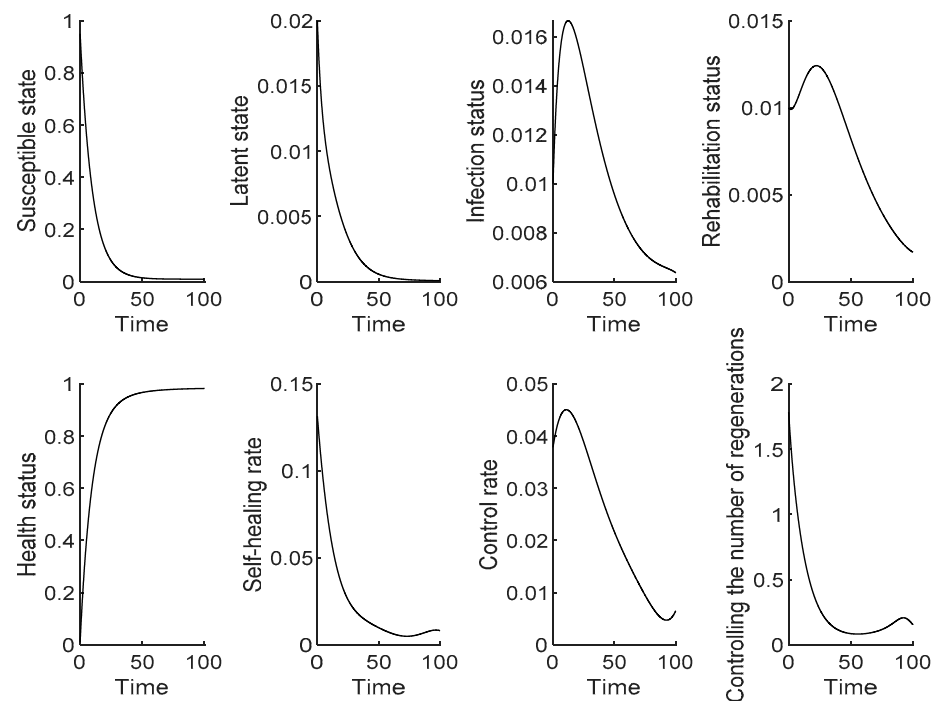 Susceptible state
1
0.8
0.6
0.4
0.2
0
0 50 100
Time
Latent state
0.02
0.015
0.01
0.005
0
0 50 100
Time
Infection status
0.016
0.014
0.012
0.01
0.008
0.006
0 50 100
Time
Rehabilitation status
0.015
0.01
0.005
0
0 50 100
Time
Health status
1
0.8
0.6
0.4
0.2
0
0 50 100
Time
Self-healing rate
0.15
0.1
0.05
0
0 50 100
Time
Control rate
0.05
0.04
0.03
0.02
0.01
0
0 50 100
Time
Controlling the number of regenerations
2
1.5
1
0.5
0
0 50 100
Time